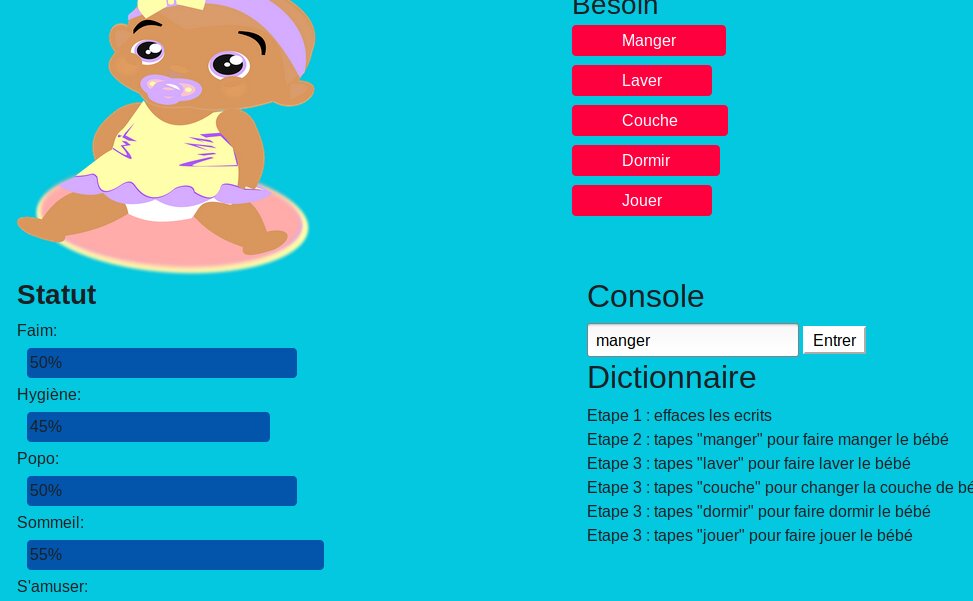 Besoin
Manger
Laver
Couche
Dormir
Jouer
Statut
Faim:
50%
Hygiène:
45%
Popo:
50%
Sommeil:
55%
S'amuser:
Console
manger
Entrer
Dictionnaire
Etape 1 : effaces les ecrits
Etape 2 : tapes "manger" pour faire manger le bébé
Etape 3 : tapes "laver" pour faire laver le bébé
Etape 3 : tapes "couche" pour changer la couche de bé
Etape 3 : tapes "dormir" pour faire dormir le bébé
Etape 3 : tapes "jouer" pour faire jouer le bébé